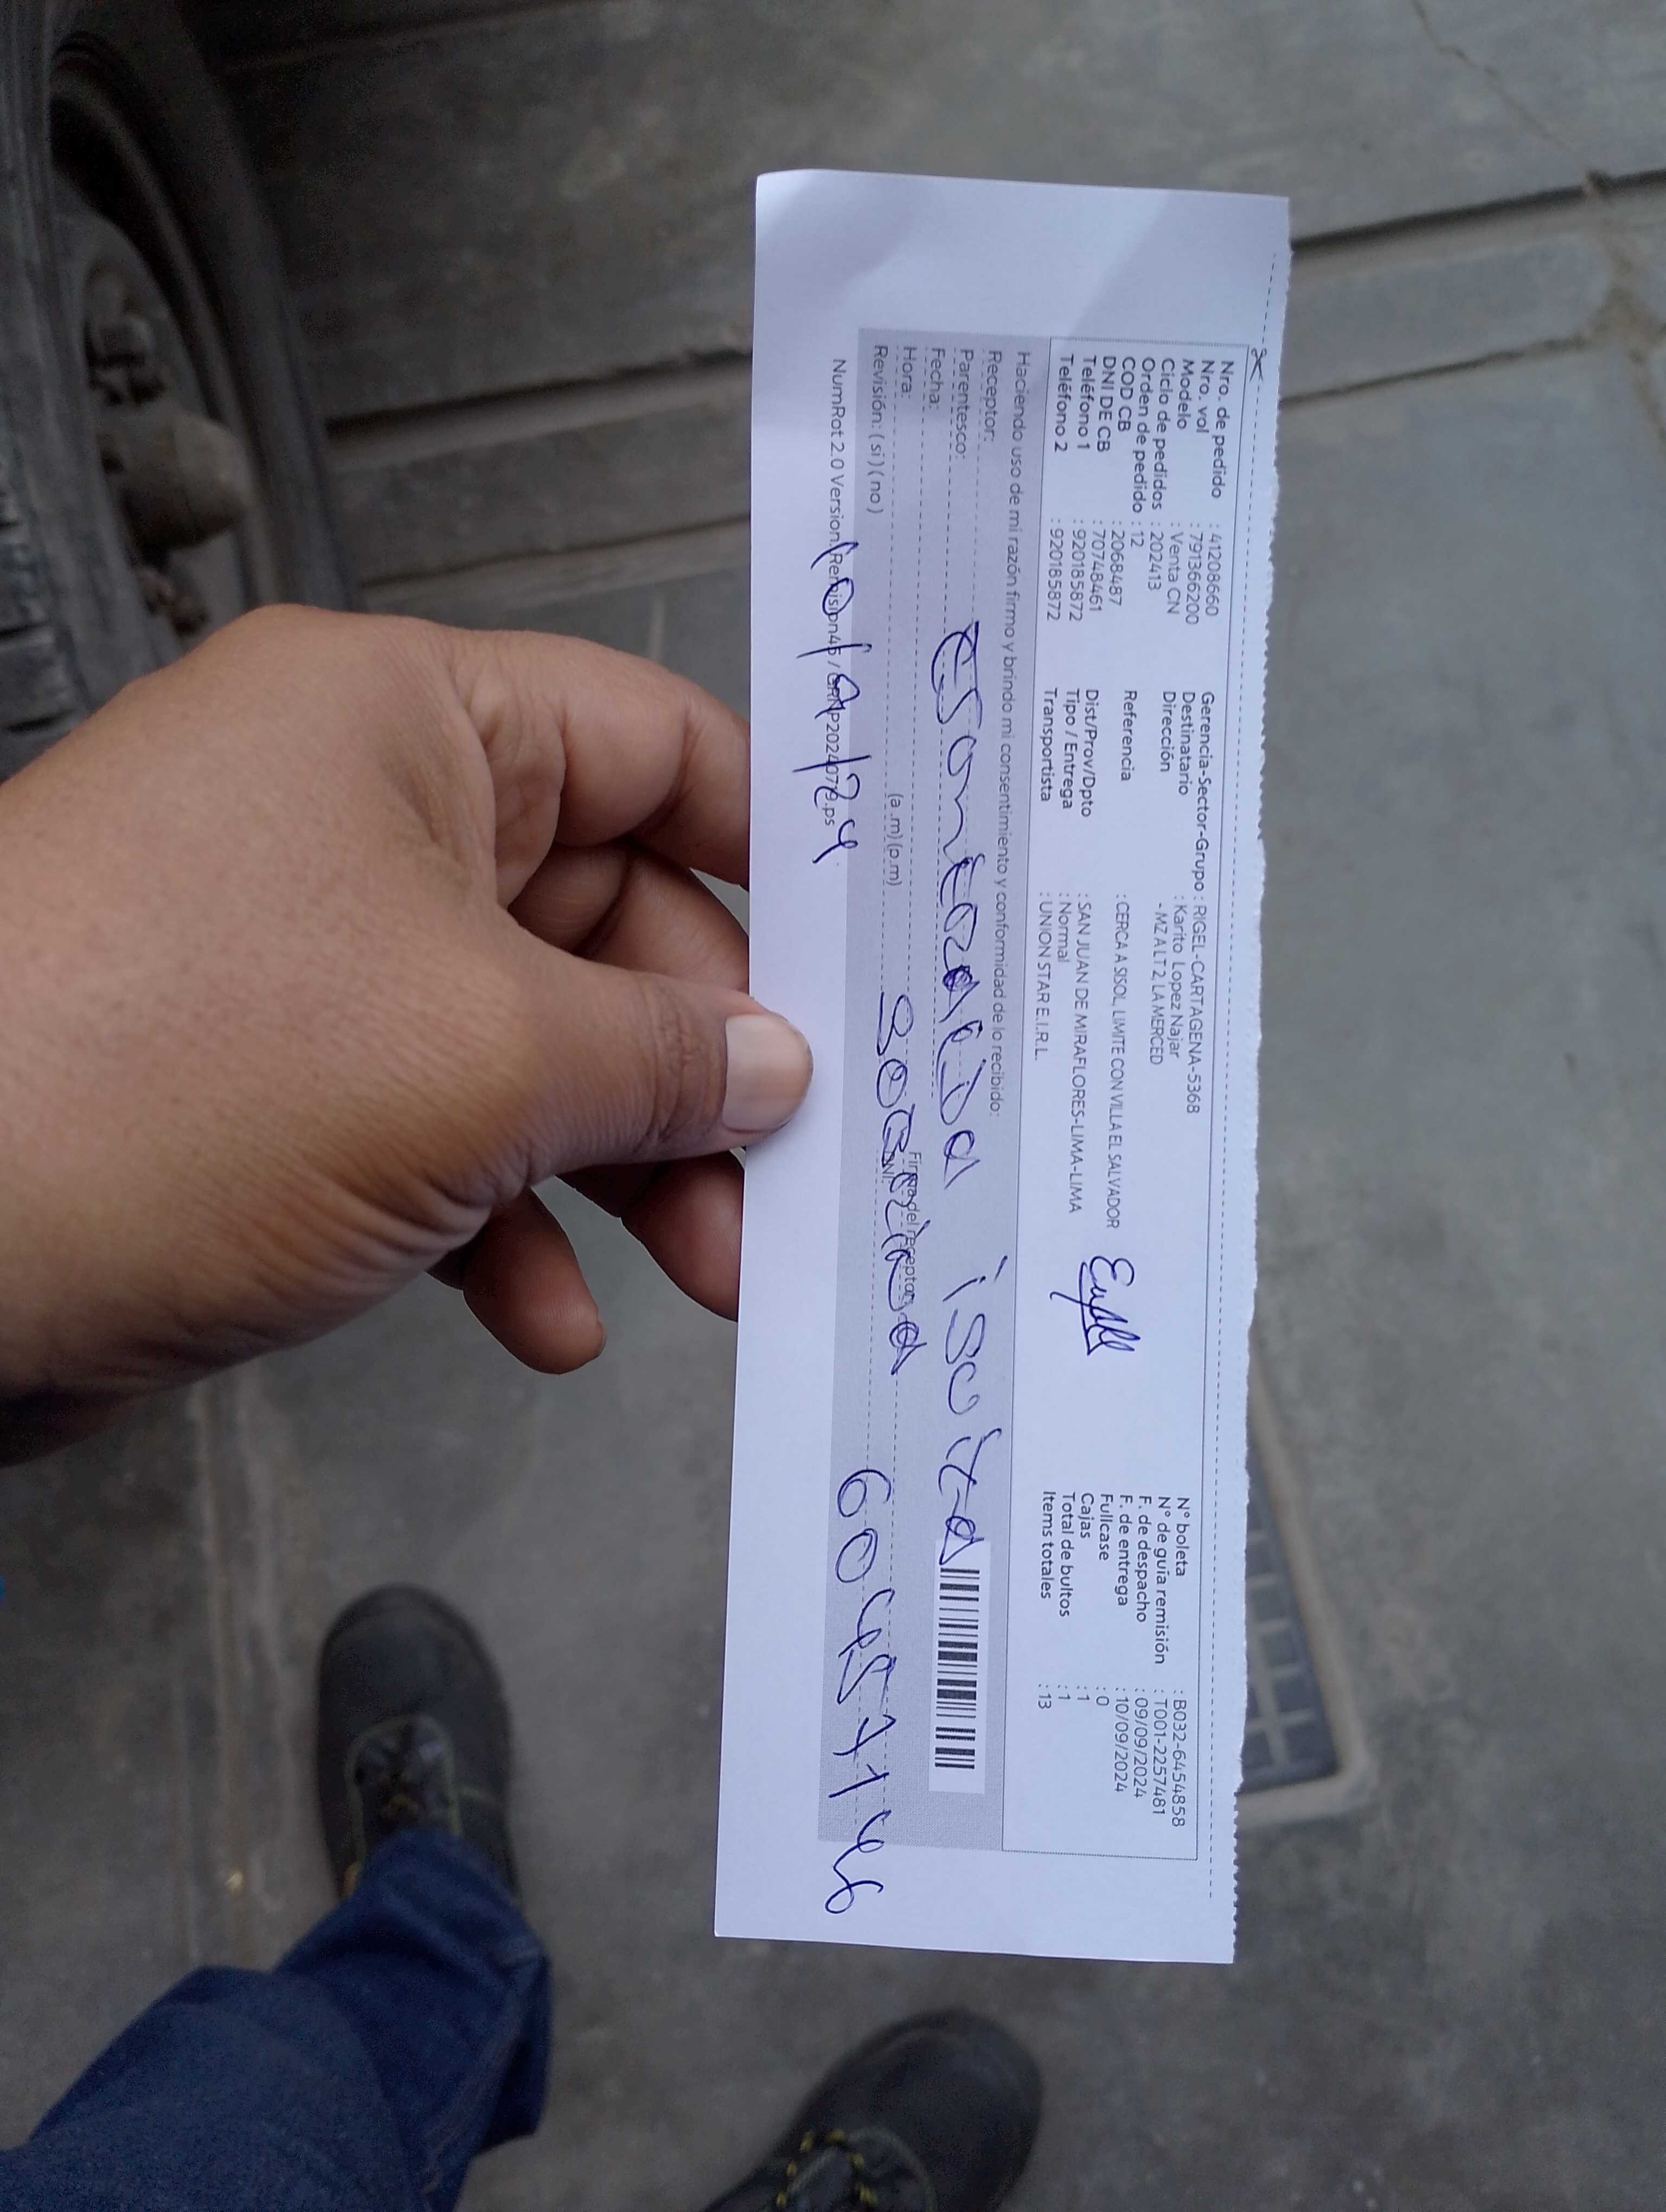 Nro. de pedido : 41208660
Nro. vol : 791366200
Modelo : Venta CN
Ciclo de pedidos : 202413
Orden de pedido : 12
COD CB : 2068487
DNI DE CB : 70748461
Teléfono 1 : 920185872
Teléfono 2 : 920185872
Gerencia-Sector-Grupo : RIGEL-CARTAGENA-5368
Destinatario : Karito Lopez Najar
Dirección - MZ A LT 2, LA MERCED
Referencia : CERCA A SISOL, LIMITE CON VILLA EL SALVADOR
Dist/Prov/Dpto : SAN JUAN DE MIRAFLORES-LIMA-LIMA
Tipo / Entrega : Normal
Transportista : UNION STAR E.I.R.L.
N° boleta : B032-6454858
N° de guía remisión : T001-2257481
F. de despacho : 09/09/2024
F. de entrega : 10/09/2024
Fullcase : 0
Cajas : 1
Total de bultos : 1
Items totales : 13
Haciendo uso de mi razón firmo y brindo mi consentimiento y conformidad de lo recibido:
Receptor:
Parentesco:
Fecha:
Hora: (a.m) (p.m)
Revisión: ( si ) ( no )
Firma del receptor
DNI:
60457146
NumRot 2.0 Version
10/9/24